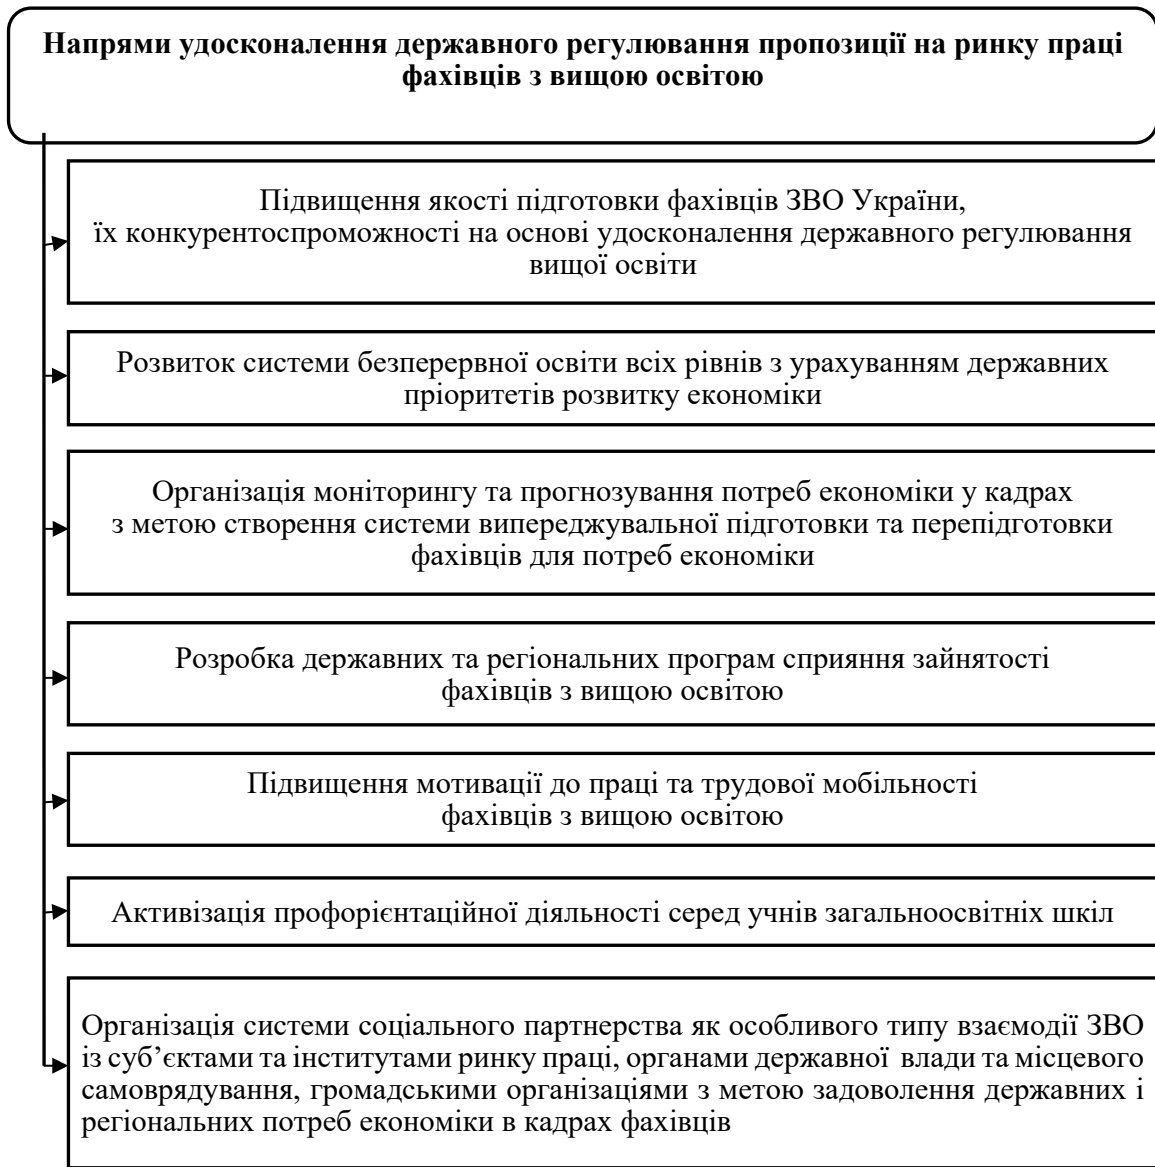 Напрями удосконалення державного регулювання пропозиції на ринку праці
фахівців з вищою освітою
Підвищення якості підготовки фахівців ЗВО України,
їх конкурентоспроможності на основі удосконалення державного регулювання
вищої освіти
Розвиток системи безперервної освіти всіх рівнів з урахуванням державних
пріоритетів розвитку економіки
Організація моніторингу та прогнозування потреб економіки у кадрах
з метою створення системи випереджувальної підготовки та перепідготовки
фахівців для потреб економіки
Розробка державних та регіональних програм сприяння зайнятості
фахівців з вищою освітою
Підвищення мотивації до праці та трудової мобільності
фахівців з вищою освітою
Активізація профорієнтаційної діяльності серед учнів загальноосвітніх шкіл
Організація системи соціального партнерства як особливого типу взаємодії ЗВО
із суб’єктами та інститутами ринку праці, органами державної влади та місцевого
самоврядування, громадськими організаціями з метою задоволення державних і
регіональних потреб економіки в кадрах фахівців